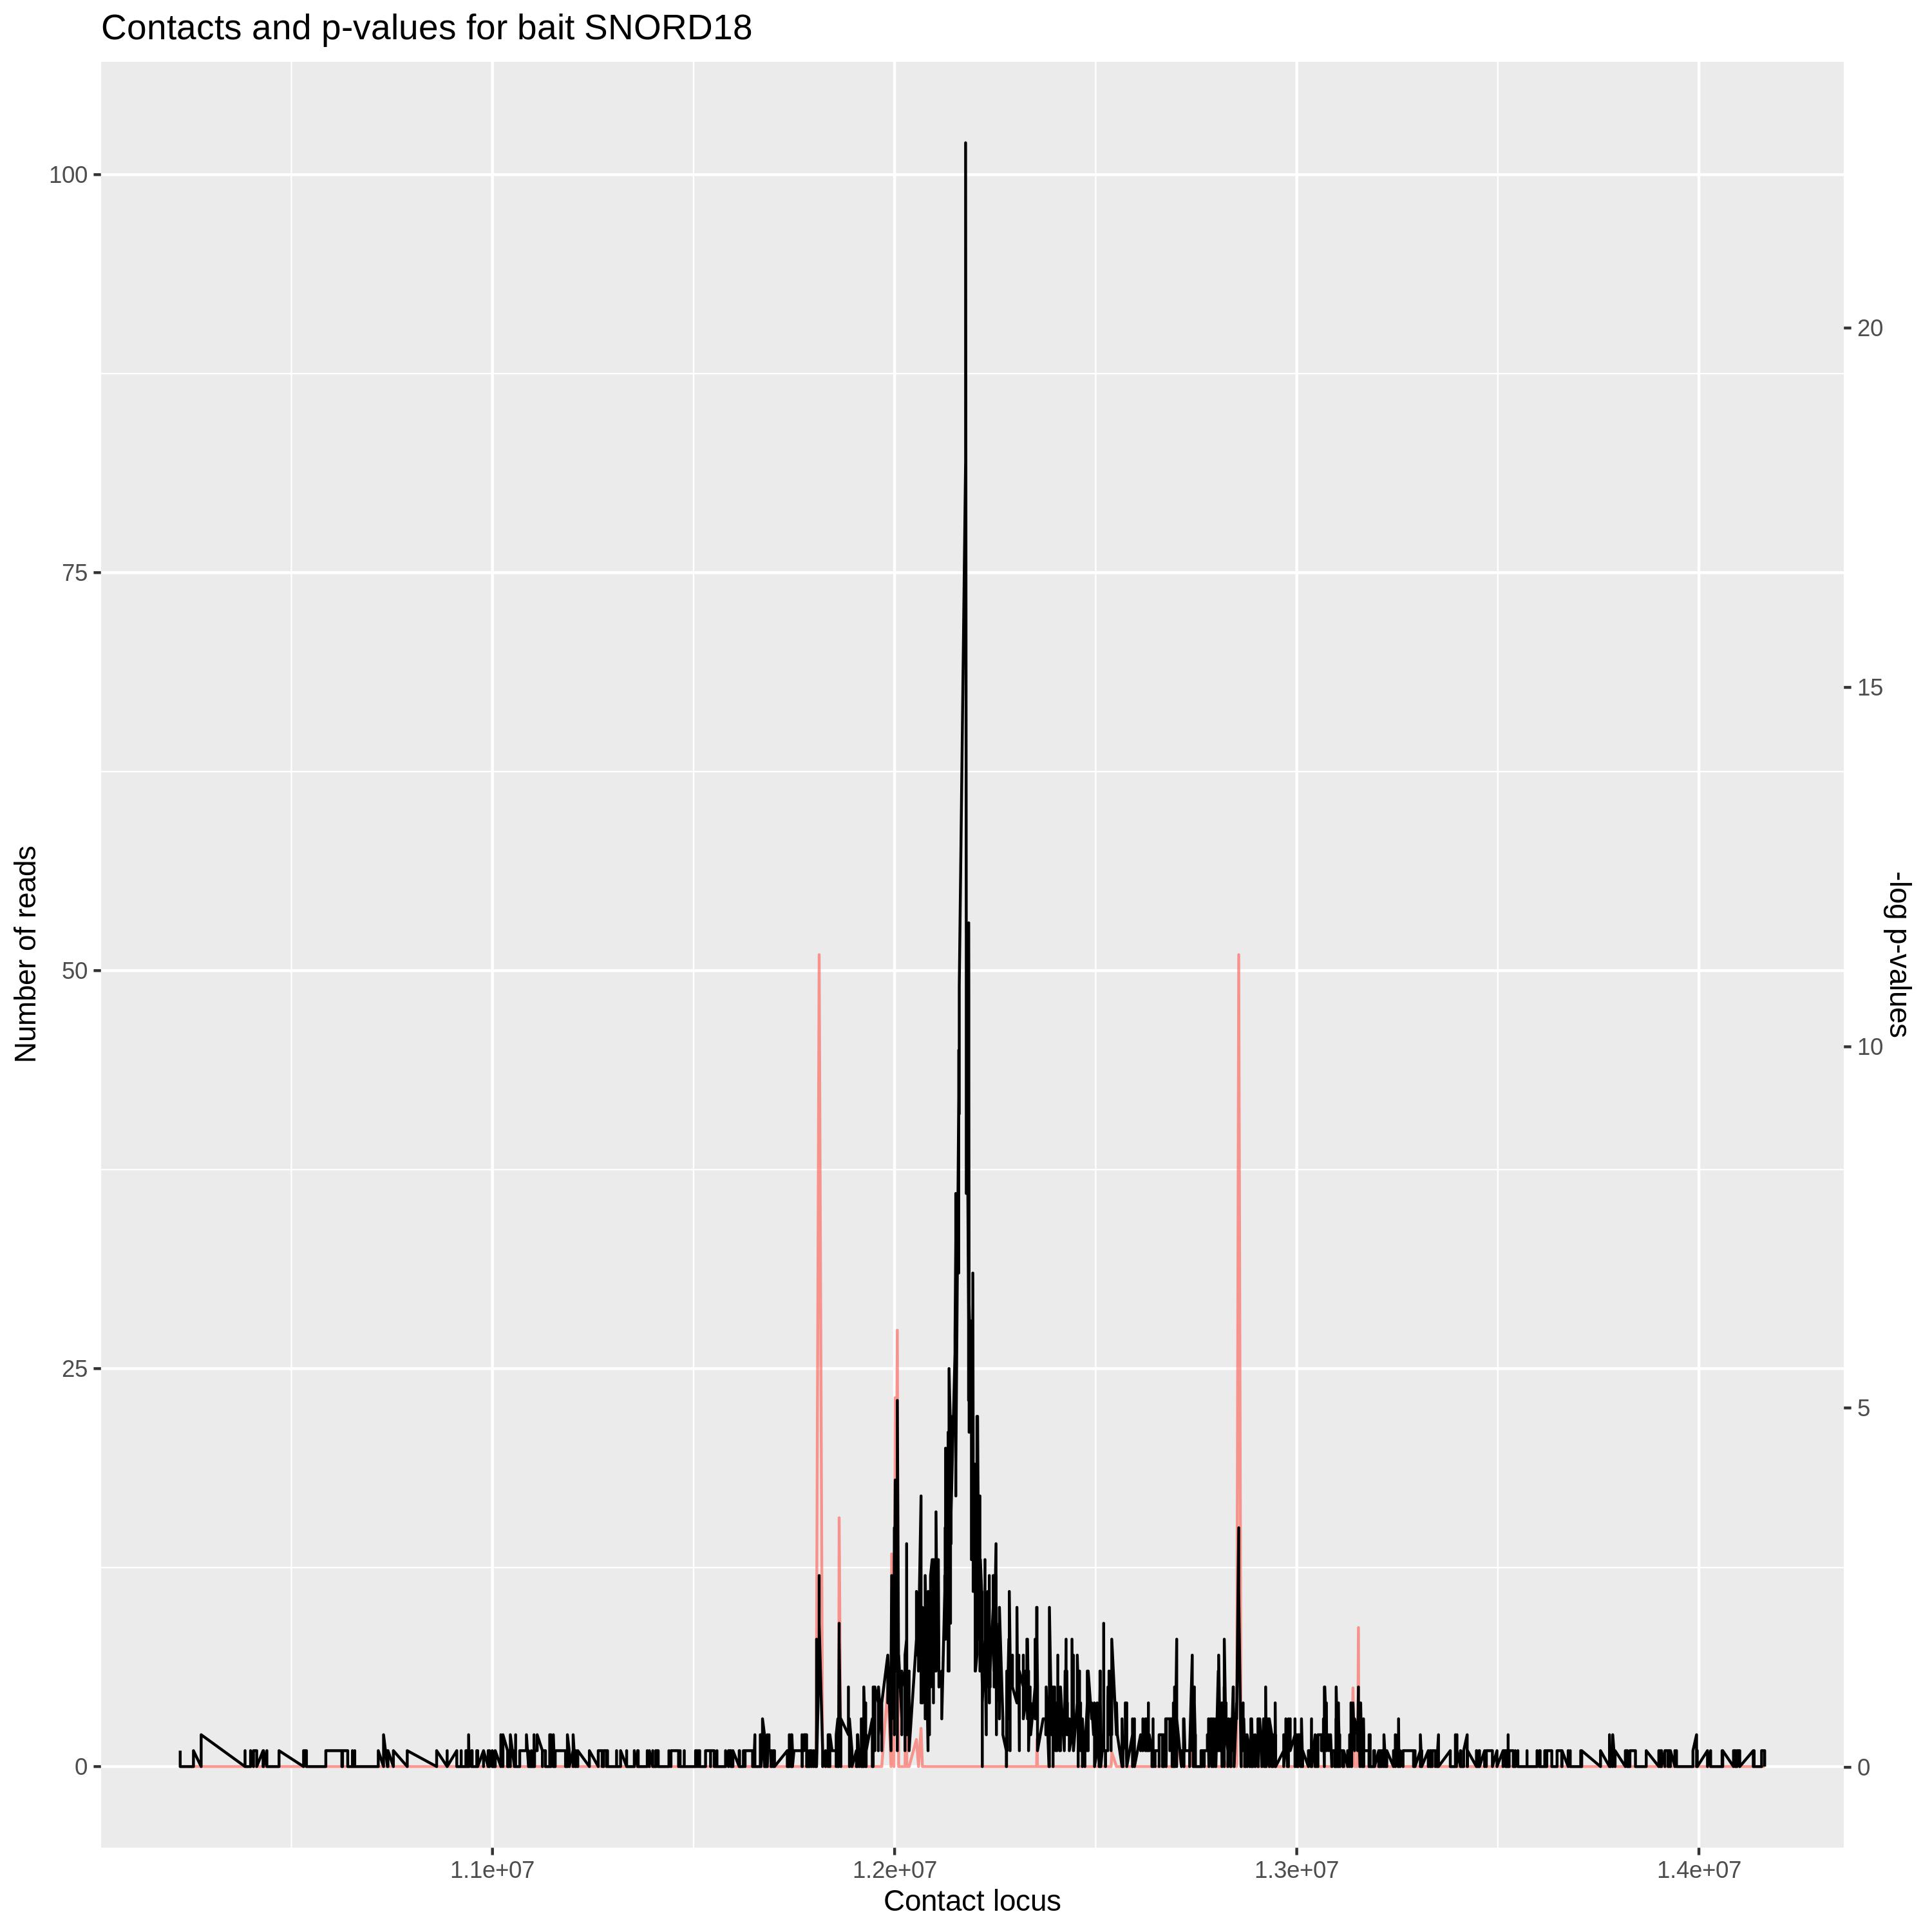 Contacts and p-values for bait SNORD18
100
75
50
25
0
Number of reads
20
15
10
5
0
-log p-values
1.1e+07
1.2e+07
1.3e+07
1.4e+07
Contact locus